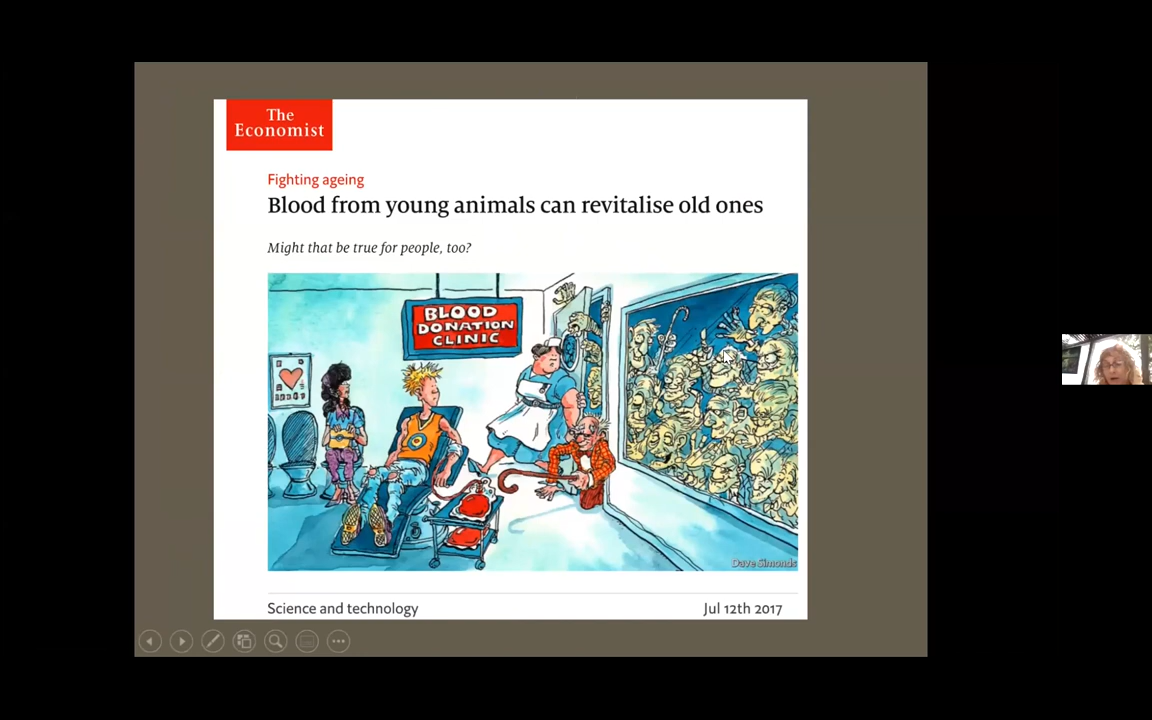 The
Economist
Fighting ageing
Blood from young animals can revitalise old ones
Might that be true for people, too?
BLOOD
DONATION
CLINIC
Dave Simonds
Science and technology
Jul 12th 2017